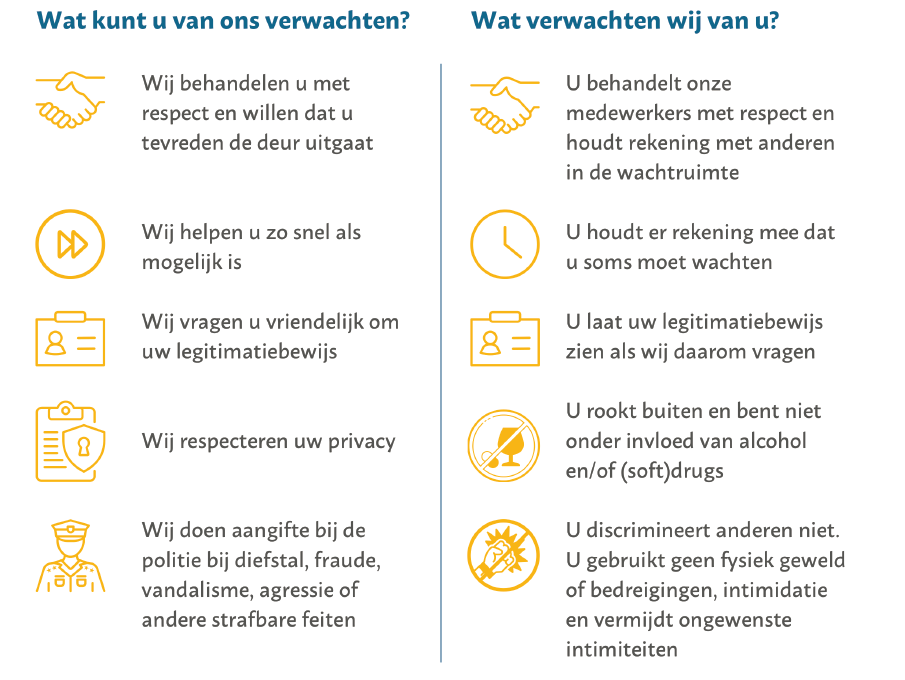 Wat kunt u van ons verwachten?
Wij behandelen u met
respect en willen dat u
tevreden de deur uitgaat
Wij helpen u zo snel als
mogelijk is
Wij vragen u vriendelijk om
uw legitimatiebewijs
Wij respecteren uw privacy
Wij doen aangifte bij de
politie bij diefstal, fraude,
vandalisme, agressie of
andere strafbare feiten
Wat verwachten wij van u?
U behandelt onze
medewerkers met respect en
houdt rekening met anderen
in de wachtruimte
U houdt er rekening mee dat
u soms moet wachten
U laat uw legitimatiebewijs
zien als wij daarom vragen
U rookt buiten en bent niet
onder invloed van alcohol
en/of (soft)drugs
U discrimineert anderen niet.
U gebruikt geen fysiek geweld
of bedreigingen, intimidatie
en vermijdt ongewenste
intimiteiten